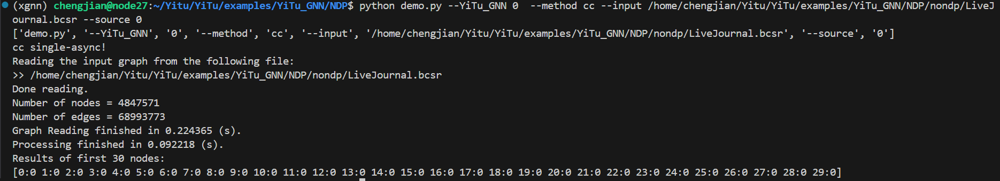 (xgnn) chengjian@node27:~/Yitu/YiTu/examples/YiTu_GNN/NDP$ python demo.py --YiTu_GNN 0  --method cc --input /home/chengjian/Yitu/YiTu/examples/YiTu_GNN/NDP/nondp/LiveJ
ournal.bcsr --source 0
['demo.py', '--YiTu_GNN', '0', '--method', 'cc', '--input', '/home/chengjian/Yitu/YiTu/examples/YiTu_GNN/NDP/nondp/LiveJournal.bcsr', '--source', '0']
cc single-async!
Reading the input graph from the following file:
>> /home/chengjian/Yitu/YiTu/examples/YiTu_GNN/NDP/nondp/LiveJournal.bcsr
Done reading.
Number of nodes = 4847571
Number of edges = 68993773
Graph Reading finished in 0.224365 (s).
Processing finished in 0.092218 (s).
Results of first 30 nodes:
[0:0 1:0 2:0 3:0 4:0 5:0 6:0 7:0 8:0 9:0 10:0 11:0 12:0 13:0 14:0 15:0 16:0 17:0 18:0 19:0 20:0 21:0 22:0 23:0 24:0 25:0 26:0 27:0 28:0 29:0]